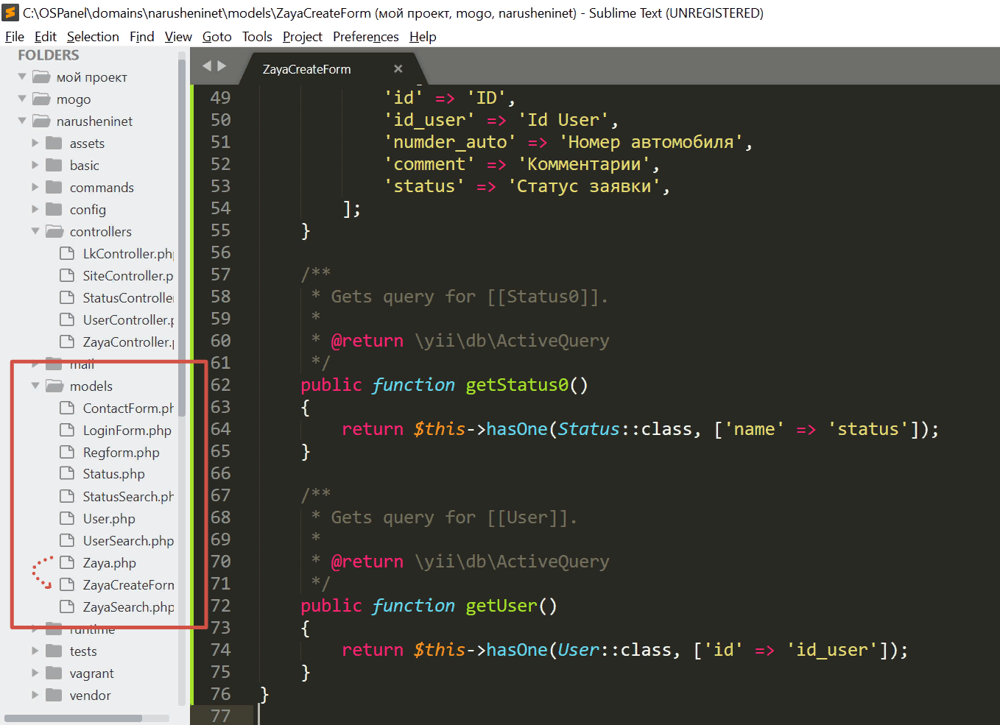 C:\OSPanel\domains\narusheninet\models\ZayaCreateForm (мой проект, mogo, narusheninet) - Sublime Text (UNREGISTERED)
File Edit Selection Find View Goto Tools Project Preferences Help
FOLDERS
мой проект
mogo
narusheninet
assets
basic
commands
config
controllers
LkController.ph
SiteController.p
StatusControlle
UserController.p
ZayaController.
mail
models
ContactForm.ph
LoginForm.php
Regform.php
Status.php
StatusSearch.ph
User.php
UserSearch.php
Zaya.php
ZayaCreateForm
ZayaSearch.php
runtime
tests
vagrant
vendor
ZayaCreateForm ×
49 'id' => 'ID',
50 'id_user' => 'Id User',
51 'numder_auto' => 'Номер автомобиля',
52 'comment' => 'Комментарии',
53 'status' => 'Статус заявки',
54 ];
55 }
56
57 /**
58 * Gets query for [[Status0]].
59 *
60 * @return \yii\db\ActiveQuery
61 */
62 public function getStatus0()
63 {
64 return $this->hasOne(Status::class, ['name' => 'status']);
65 }
66
67 /**
68 * Gets query for [[User]].
69 *
70 * @return \yii\db\ActiveQuery
71 */
72 public function getUser()
73 {
74 return $this->hasOne(User::class, ['id' => 'id_user']);
75 }
76 }
77